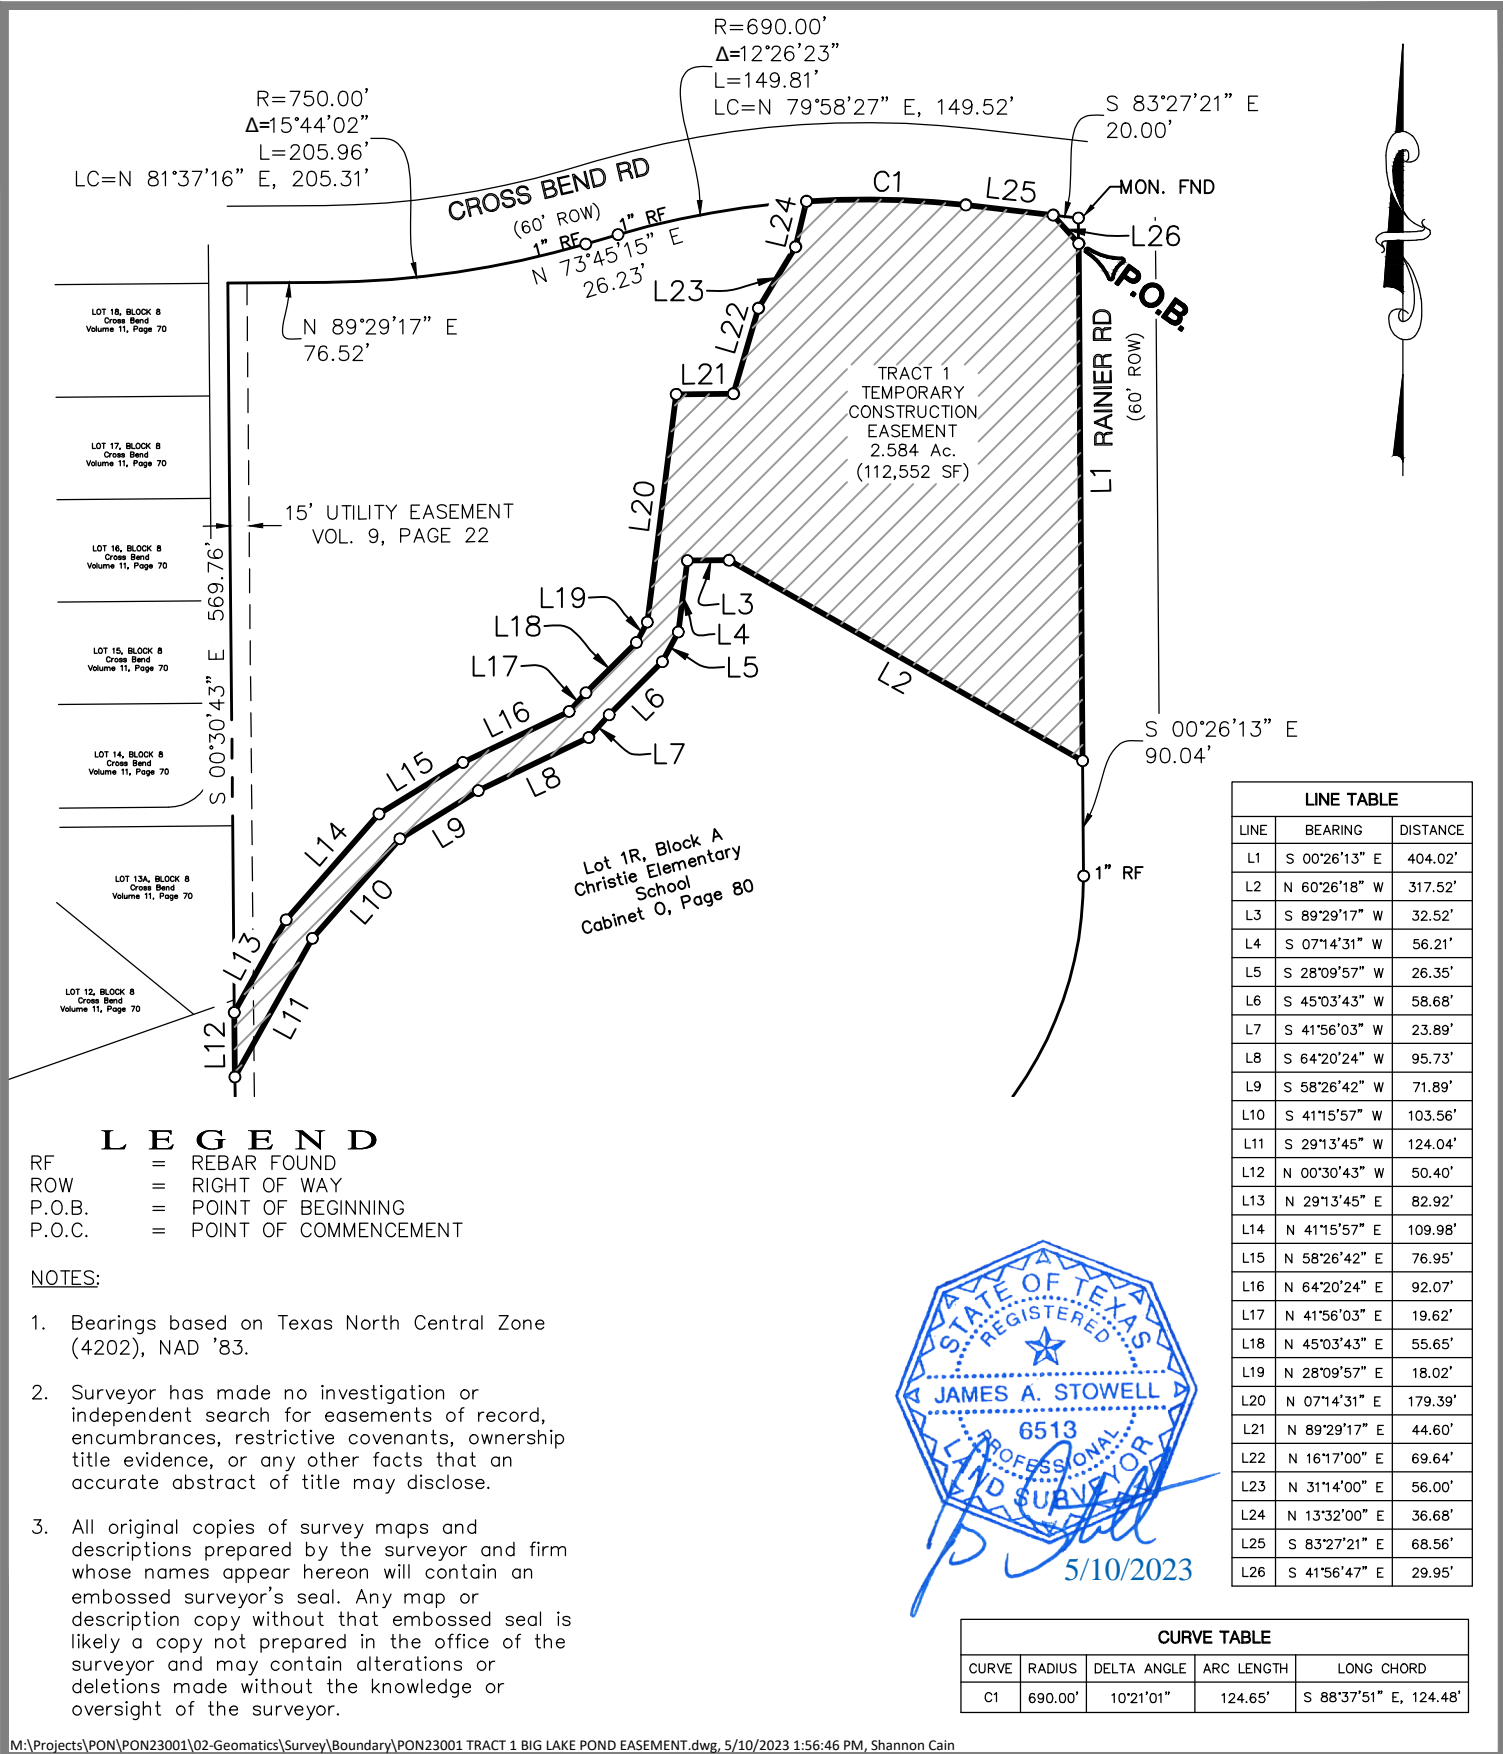 R=690.00'
Δ=12°26'23"
L=149.81'
LC=N 79°58'27" E, 149.52'
R=750.00'
Δ=15°44'02"
L=205.96'
LC=N 81°37'16" E, 205.31'
S 83°27'21" E
20.00'
MON. FND
CROSS BEND RD
(60' ROW)
1" RF
1" RF
N 73°45'15" E
26.23'
C1
L25
L24
L26
P.O.B.
L23
L22
L21
N 89°29'17" E
76.52'
LOT 18, BLOCK 8
Cross Bend
Volume 11, Page 70
TRACT 1
TEMPORARY
CONSTRUCTION
EASEMENT
2.584 Ac.
(112,552 SF)
L1 RAINIER RD
(60' ROW)
LOT 17, BLOCK 8
Cross Bend
Volume 11, Page 70
15' UTILITY EASEMENT
VOL. 9, PAGE 22
L20
LOT 16, BLOCK 8
Cross Bend
Volume 11, Page 70
S 00°30'43" E 569.76'
L19
L18
L17
L3
L4
L5
LOT 15, BLOCK 8
Cross Bend
Volume 11, Page 70
L2
L16
L6
L7
S 00°26'13" E
90.04'
LOT 14, BLOCK 8
Cross Bend
Volume 11, Page 70
L15
L8
L14
L9
Lot 1R, Block A
Christie Elementary
School
Cabinet O, Page 80
1" RF
LOT 13A, BLOCK 8
Cross Bend
Volume 11, Page 70
L10
L13
L11
LOT 12, BLOCK 8
Cross Bend
Volume 11, Page 70
L12
LINE TABLE
LINE BEARING DISTANCE
L1 S 00°26'13" E 404.02'
L2 N 60°26'18" W 317.52'
L3 S 89°29'17" W 32.52'
L4 S 07°14'31" W 56.21'
L5 S 28°09'57" W 26.35'
L6 S 45°03'43" W 58.68'
L7 S 41°56'03" W 23.89'
L8 S 64°20'24" W 95.73'
L9 S 58°26'42" W 71.89'
L10 S 41°15'57" W 103.56'
L11 S 29°13'45" W 124.04'
L12 N 00°30'43" W 50.40'
L13 N 29°13'45" E 82.92'
L14 N 41°15'57" E 109.98'
L15 N 58°26'42" E 76.95'
L16 N 64°20'24" E 92.07'
L17 N 41°56'03" E 19.62'
L18 N 45°03'43" E 55.65'
L19 N 28°09'57" E 18.02'
L20 N 07°14'31" E 179.39'
L21 N 89°29'17" E 44.60'
L22 N 16°17'00" E 69.64'
L23 N 31°14'00" E 56.00'
L24 N 13°32'00" E 36.68'
L25 S 83°27'21" E 68.56'
L26 S 41°56'47" E 29.95'
LEGEND
RF = REBAR FOUND
ROW = RIGHT OF WAY
P.O.B. = POINT OF BEGINNING
P.O.C. = POINT OF COMMENCEMENT
NOTES:
1. Bearings based on Texas North Central Zone
(4202), NAD '83.
2. Surveyor has made no investigation or
independent search for easements of record,
encumbrances, restrictive covenants, ownership
title evidence, or any other facts that an
accurate abstract of title may disclose.
3. All original copies of survey maps and
descriptions prepared by the surveyor and firm
whose names appear hereon will contain an
embossed surveyor's seal. Any map or
description copy without that embossed seal is
likely a copy not prepared in the office of the
surveyor and may contain alterations or
deletions made without the knowledge or
oversight of the surveyor.
STATE OF TEXAS
REGISTERED
JAMES A. STOWELL
6513
PROFESSIONAL
LAND SURVEYOR
5/10/2023
CURVE TABLE
CURVE RADIUS DELTA ANGLE ARC LENGTH LONG CHORD
C1 690.00' 10°21'01" 124.65' S 88°37'51" E, 124.48'
M:\Projects\PON\PON23001\02-Geomatics\Survey\Boundary\PON23001 TRACT 1 BIG LAKE POND EASEMENT.dwg, 5/10/2023 1:56:46 PM, Shannon Cain